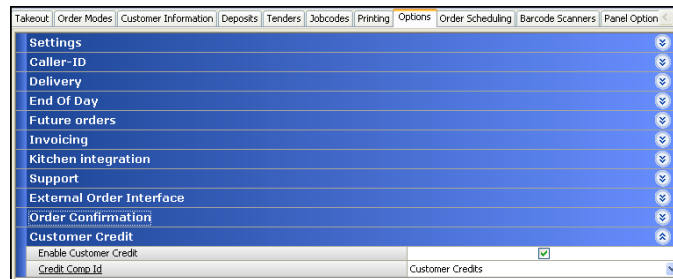 Takeout Order Modes Customer Information Deposits Tenders Jobcodes Printing Options Order Scheduling Barcode Scanners Panel Option
Settings
Caller-ID
Delivery
End Of Day
Future orders
Invoicing
Kitchen integration
Support
External Order Interface
Order Confirmation
Customer Credit
Enable Customer Credit
Credit Comp Id Customer Credits